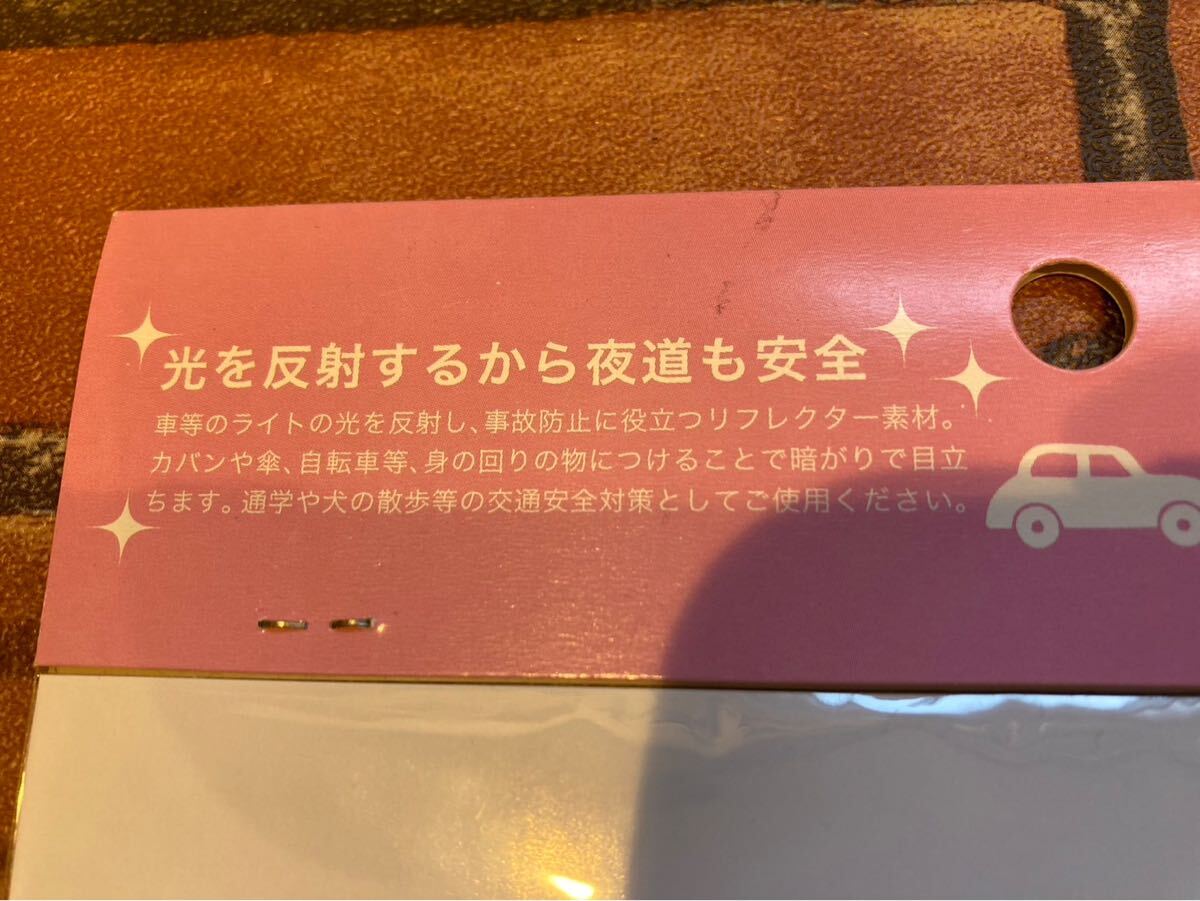 光を反射するから夜道も安全
車等のライトの光を反射し、事故防止に役立つリフレクター素材。
カバンや傘、自転車等、身の回りの物につけることで暗がりで目立
ちます。通学や犬の散歩等の交通安全対策としてご使用ください。